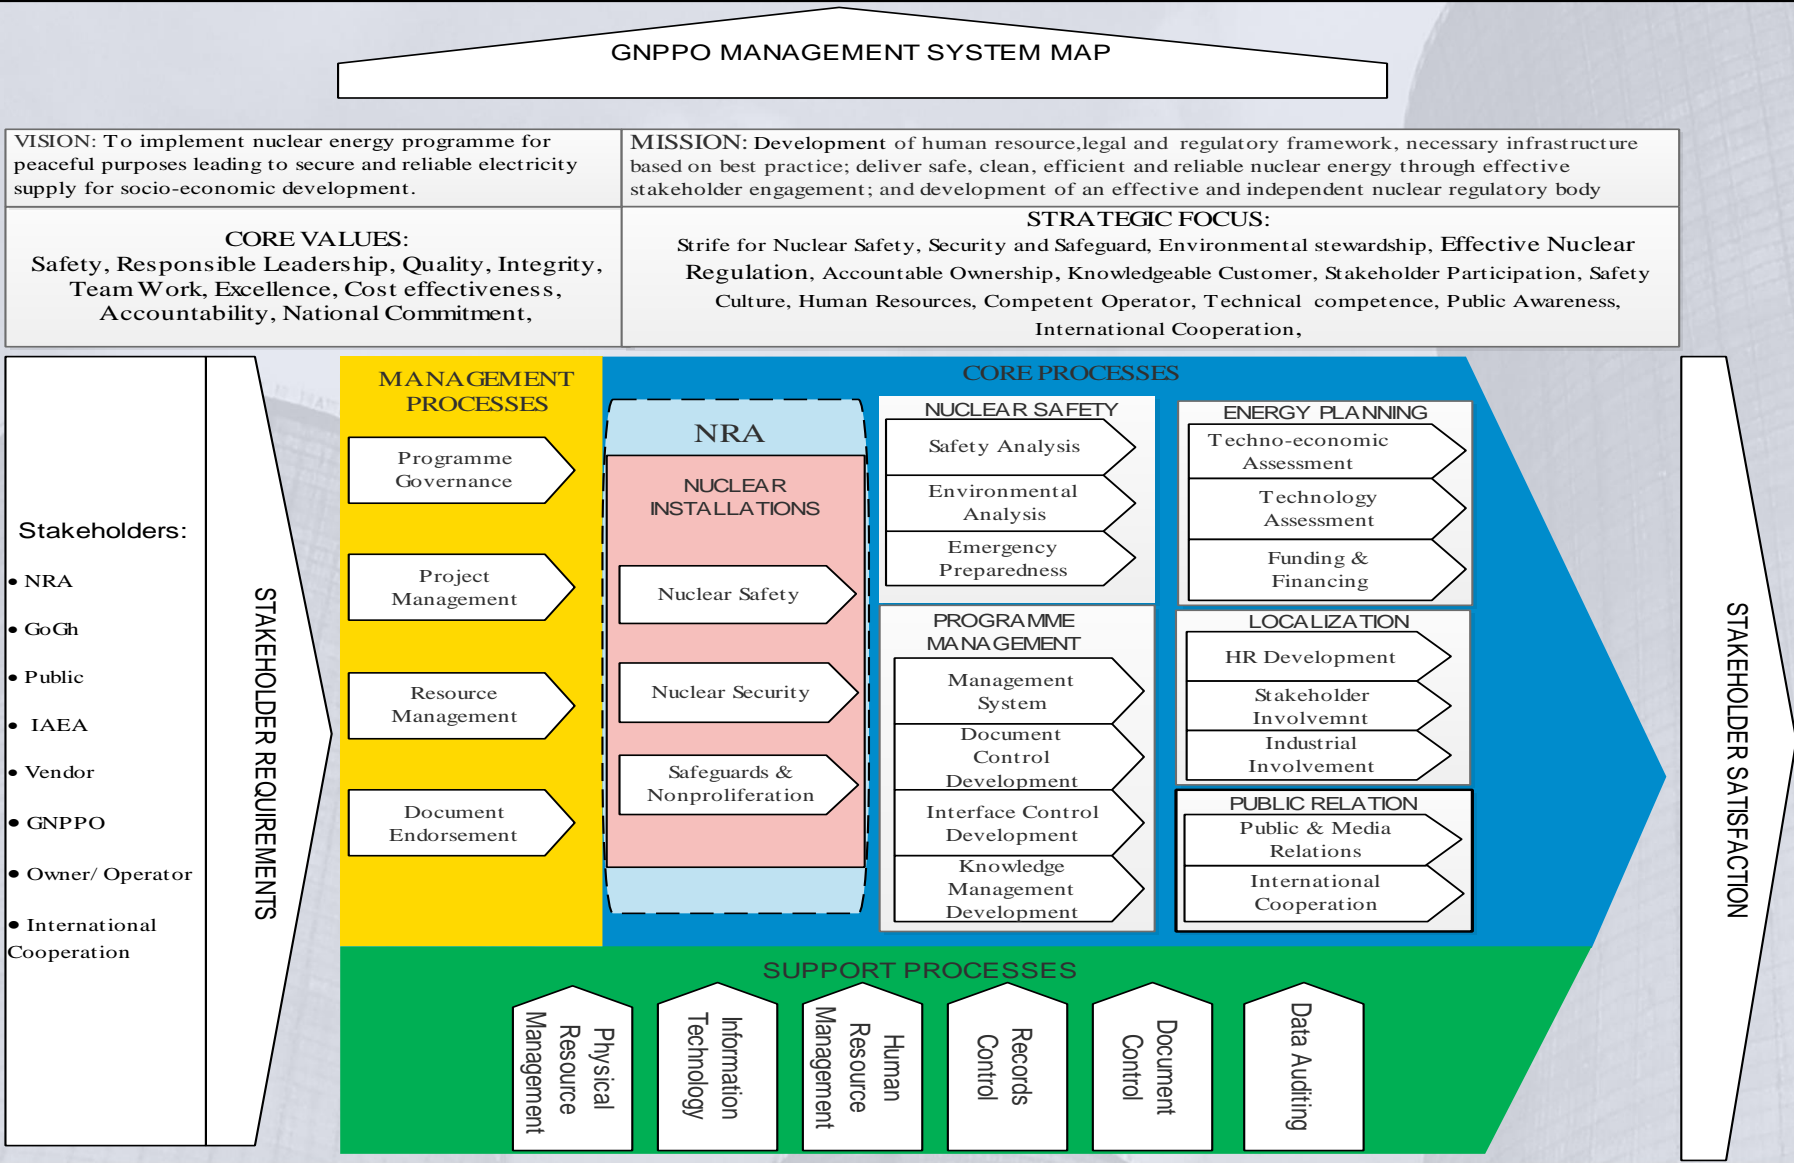 GNPPO MANAGEMENT SYSTEM MAP
VISION: To implement nuclear energy programme for
peaceful purposes leading to secure and reliable electricity
supply for socio-economic development.
MISSION: Development of human resource,legal and regulatory framework, necessary infrastructure
based on best practice; deliver safe, clean, efficient and reliable nuclear energy through effective
stakeholder engagement; and development of an effective and independent nuclear regulatory body
CORE VALUES:
Safety, Responsible Leadership, Quality, Integrity,
Team Work, Excellence, Cost effectiveness,
Accountability, National Commitment,
STRATEGIC FOCUS:
Strife for Nuclear Safety, Security and Safeguard, Environmental stewardship, Effective Nuclear
Regulation, Accountable Ownership, Knowledgeable Customer, Stakeholder Participation, Safety
Culture, Human Resources, Competent Operator, Technical competence, Public Awareness,
International Cooperation,
Stakeholders:
• NRA
• GoGh
• Public
• IAEA
• Vendor
• GNPPO
• Owner/ Operator
• International
Cooperation
STAKEHOLDER REQUIREMENTS
MANAGEMENT
PROCESSES
Programme
Governance
Project
Management
Resource
Management
Document
Endorsement
CORE PROCESSES
NRA
NUCLEAR
INSTALLATIONS
Nuclear Safety
Nuclear Security
Safeguards &
Nonproliferation
NUCLEAR SAFETY
Safety Analysis
Environmental
Analysis
Emergency
Preparedness
PROGRAMME
MANAGEMENT
Management
System
Document
Control
Development
Interface Control
Development
Knowledge
Management
Development
ENERGY PLANNING
Techno-economic
Assessment
Technology
Assessment
Funding &
Financing
LOCALIZATION
HR Development
Stakeholder
Involvemnt
Industrial
Involvement
PUBLIC RELATION
Public & Media
Relations
International
Cooperation
SUPPORT PROCESSES
Physical
Resource
Management
Information
Technology
Human
Resource
Management
Records
Control
Document
Control
Data Auditing
STAKEHOLDER SATISFACTION